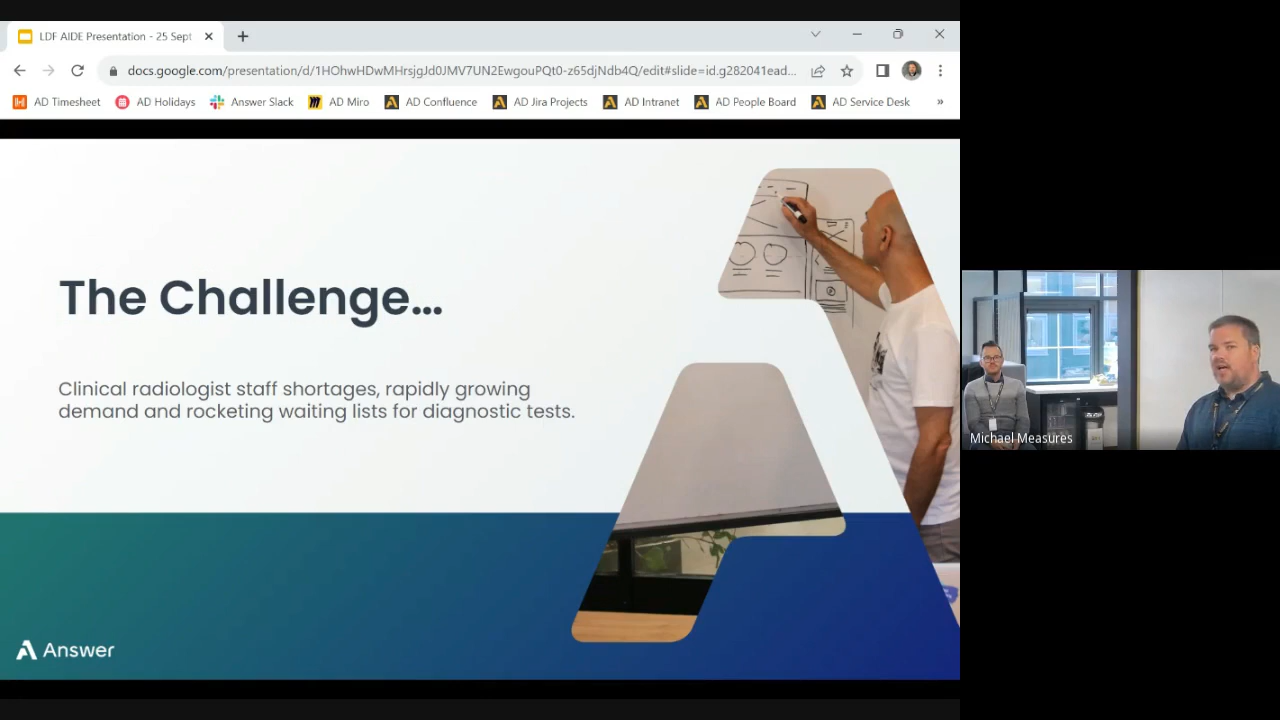 LDF AIDE Presentation - 25 Sept
docs.google.com/presentation/d/1HOhwHDwMHrsjgJd0JMV7UN2EwgouPQt0-z65djNdb4Q/edit#slide=id.g282041ead...
AD Timesheet AD Holidays Answer Slack AD Miro AD Confluence AD Jira Projects AD Intranet AD People Board AD Service Desk »
The Challenge...
Clinical radiologist staff shortages, rapidly growing
demand and rocketing waiting lists for diagnostic tests.
Answer
Michael Measures